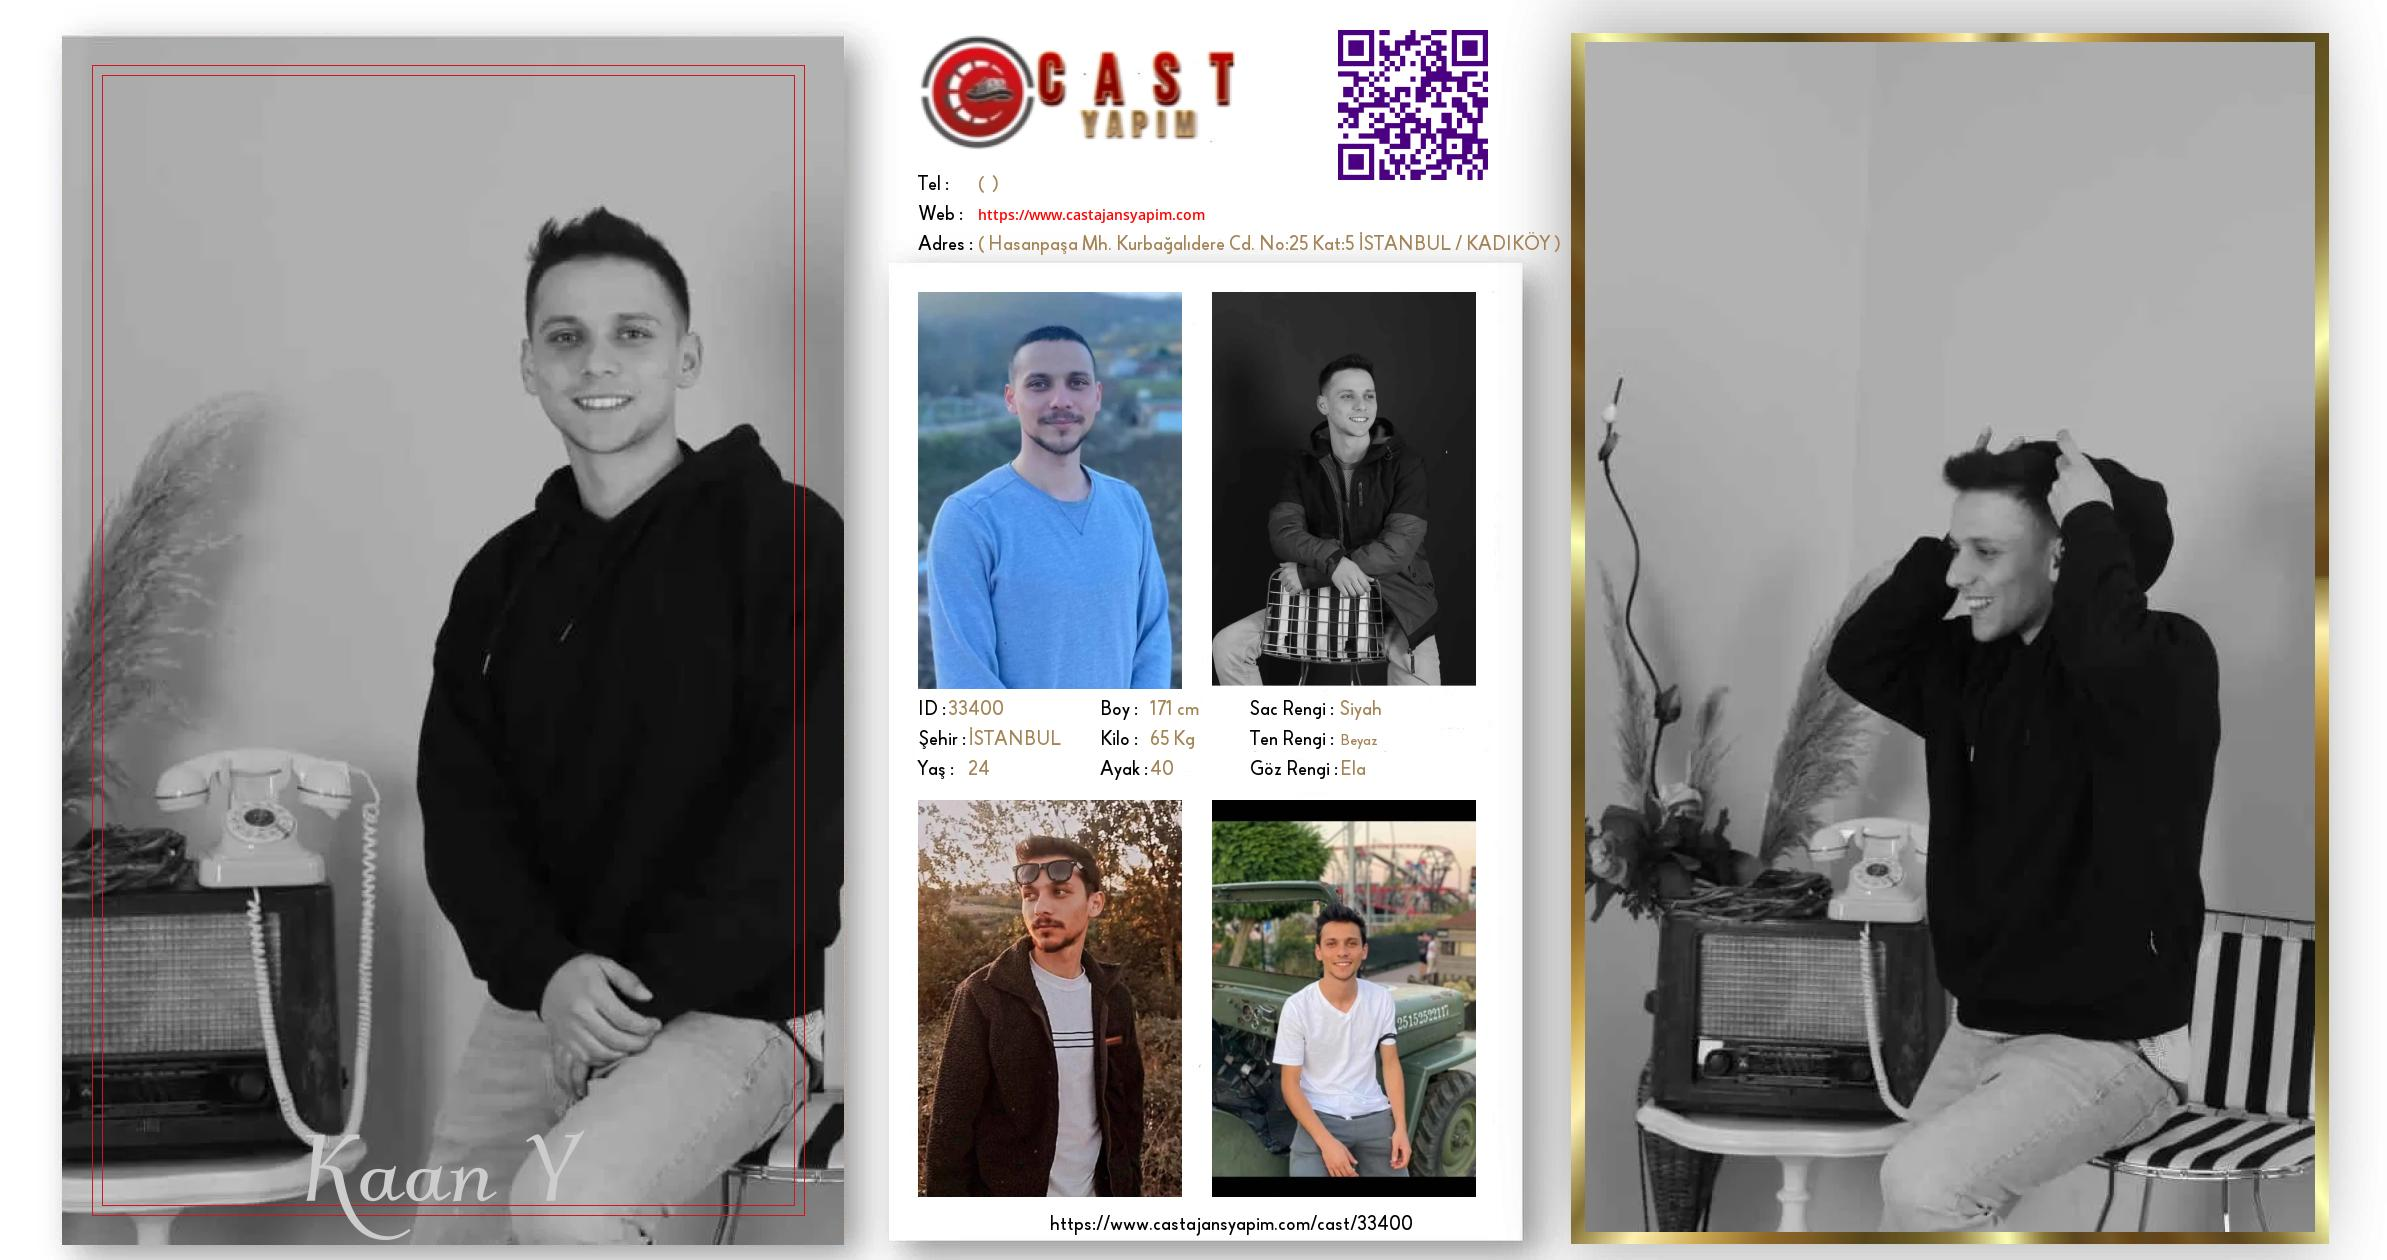 CAST
YAPIM
Tel : ( )
Web : https://www.castajansyapim.com
Adres : ( Hasanpaşa Mh. Kurbağalıdere Cd. No:25 Kat:5 İSTANBUL / KADIKÖY )
ID : 33400 Boy : 171 cm Sac Rengi : Siyah
Şehir : İSTANBUL Kilo : 65 Kg Ten Rengi : Beyaz
Yaş : 24 Ayak : 40 Göz Rengi : Ela
25152522117
Kaan Y
https://www.castajansyapim.com/cast/33400